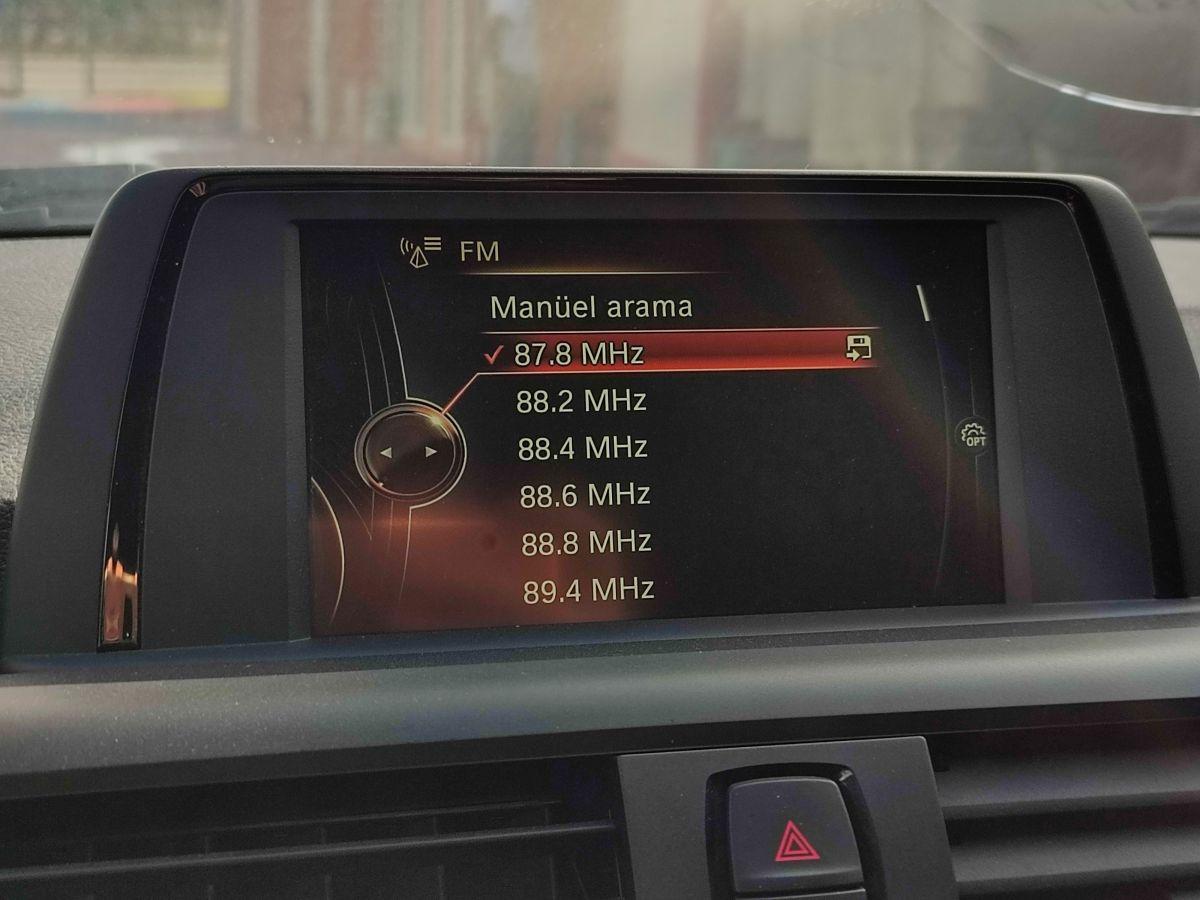 FM
Manüel arama
87.8 MHz
88.2 MHz
88.4 MHz
OPT
88.6 MHz
88.8 MHz
89.4 MHz